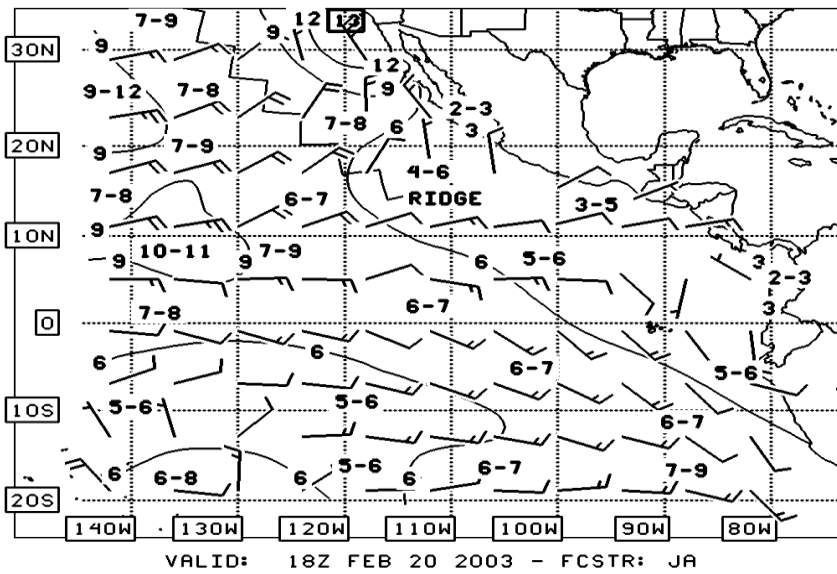 7-9 12 13
9 9
30N
12
9-12 7-8 9 2-3
7-8 6 3
20N
9 7-9
4-6
7-8 6-7 RIDGE 3-5
9
10N
10-11 7-9
9 9 6 5-6 3
2-3
7-8 6-7 3
0
6 6 6-7 5-6
5-6 5-6
10S
6-7
6 6-8 6 5-6 6 6-7 7-9
20S
140W 130W 120W 110W 100W 90W 80W
VALID: 18Z FEB 20 2003 - FCSTR: JA